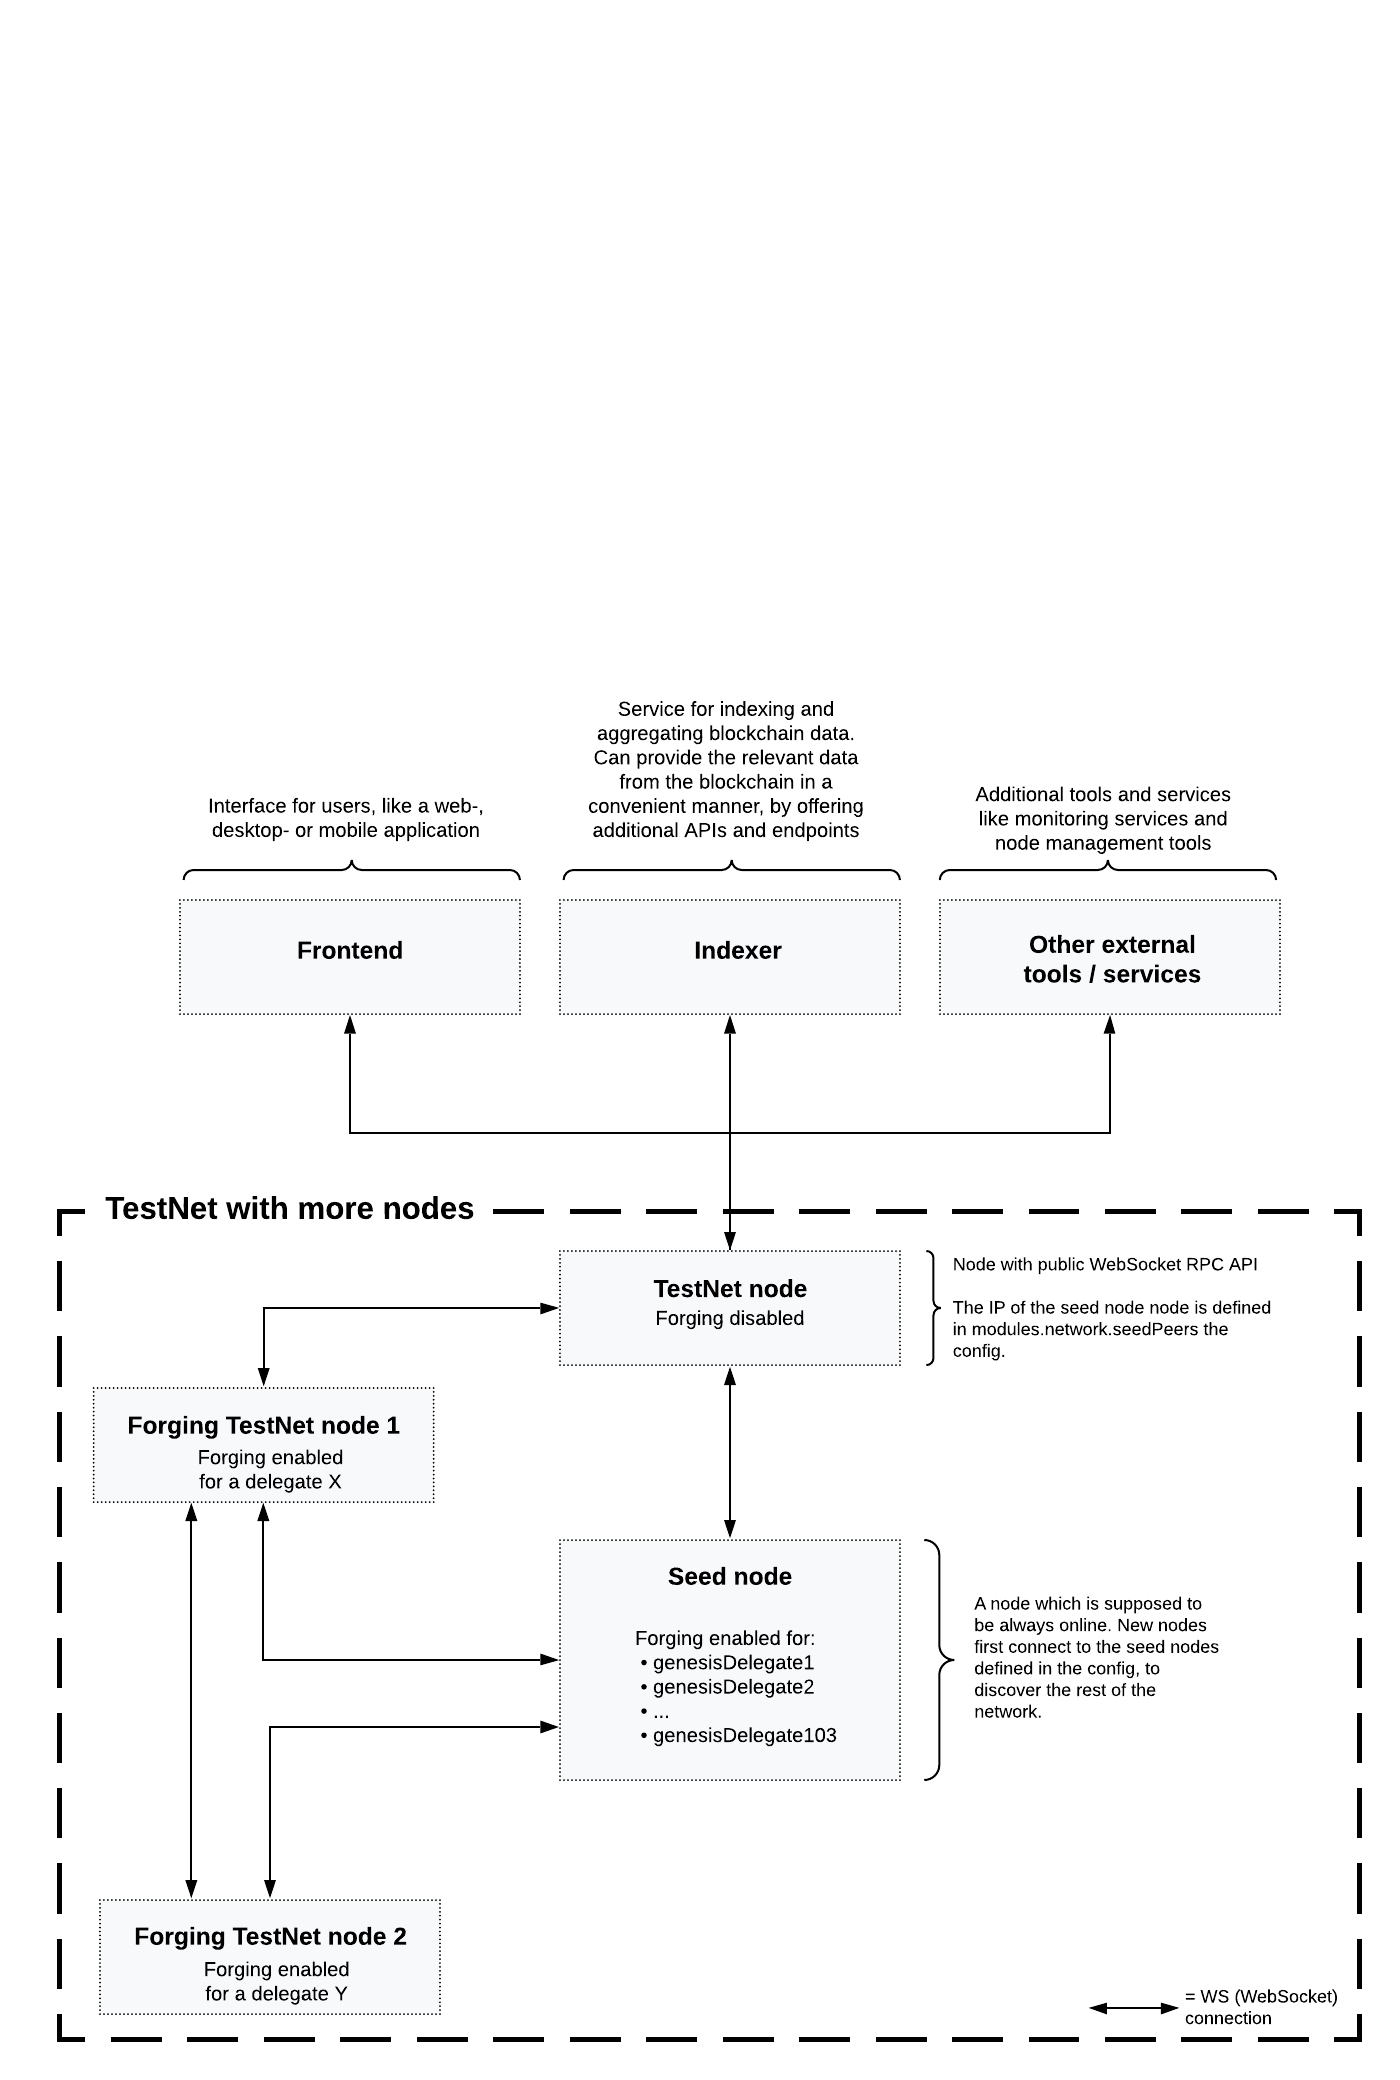 Interface for users, like a web-,
desktop- or mobile application
Service for indexing and
aggregating blockchain data.
Can provide the relevant data
from the blockchain in a
convenient manner, by offering
additional APIs and endpoints
Additional tools and services
like monitoring services and
node management tools
Frontend
Indexer
Other external
tools / services
TestNet with more nodes
TestNet node
Forging disabled
Node with public WebSocket RPC API
The IP of the seed node node is defined
in modules.network.seedPeers the
config.
Forging TestNet node 1
Forging enabled
for a delegate X
Seed node
Forging enabled for:
• genesisDelegate1
• genesisDelegate2
• ...
• genesisDelegate103
A node which is supposed to
be always online. New nodes
first connect to the seed nodes
defined in the config, to
discover the rest of the
network.
Forging TestNet node 2
Forging enabled
for a delegate Y
= WS (WebSocket)
connection